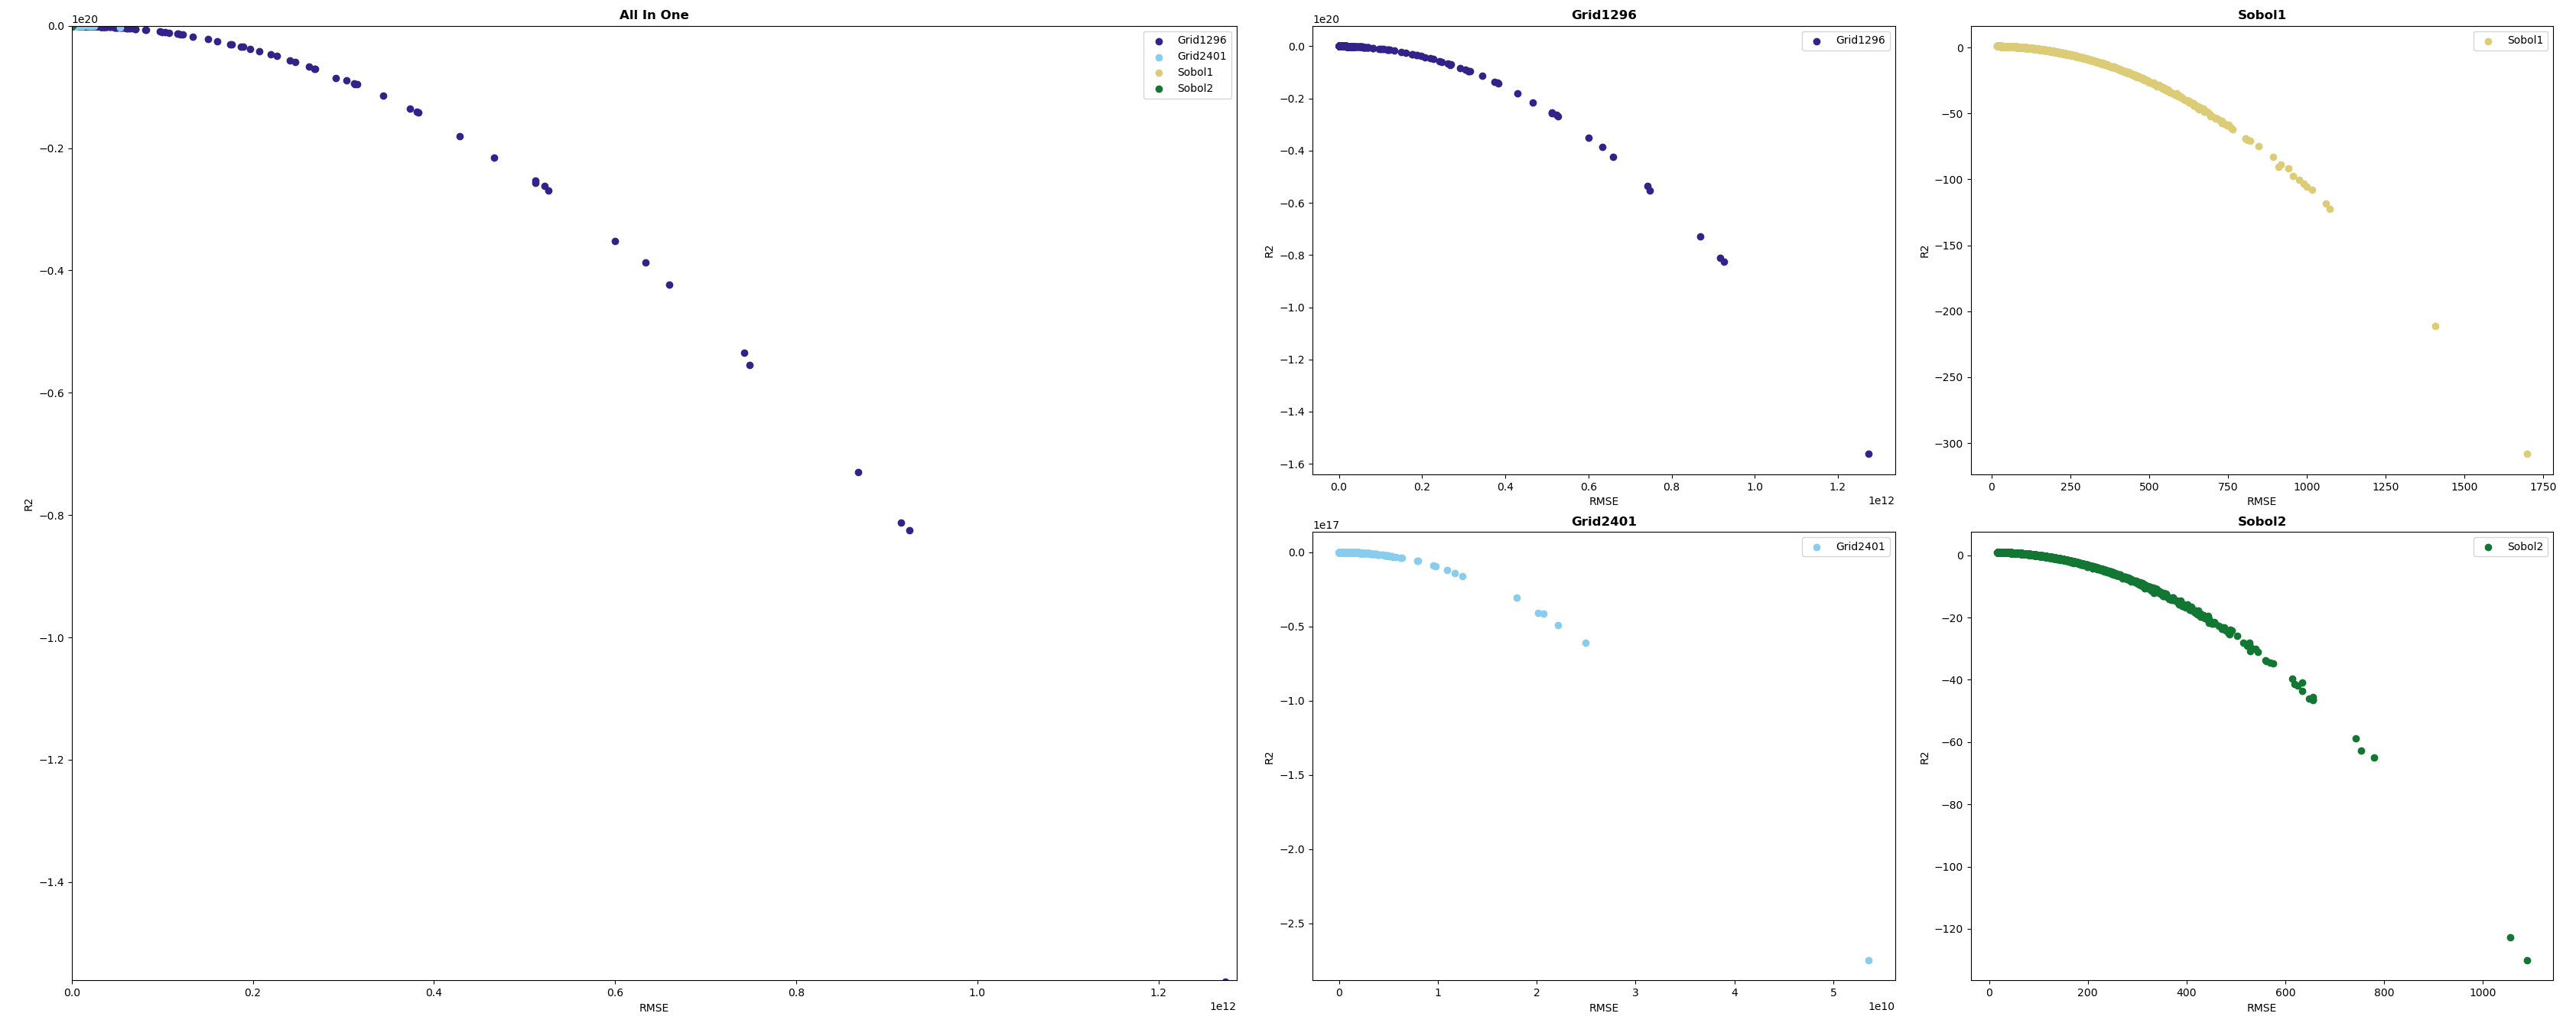 All In One
1e20
0.0
−0.2
−0.4
−0.6
−0.8
−1.0
−1.2
−1.4
R2
0.0 0.2 0.4 0.6 0.8 1.0 1.2
1e12
RMSE
Grid1296
Grid2401
Sobol1
Sobol2
Grid1296
1e20
0.0
−0.2
−0.4
−0.6
−0.8
−1.0
−1.2
−1.4
−1.6
R2
0.0 0.2 0.4 0.6 0.8 1.0 1.2
1e12
RMSE
Grid1296
Sobol1
0
−50
−100
−150
−200
−250
−300
R2
0 250 500 750 1000 1250 1500 1750
RMSE
Sobol1
Grid2401
1e17
0.0
−0.5
−1.0
−1.5
−2.0
−2.5
R2
0 1 2 3 4 5
1e10
RMSE
Grid2401
Sobol2
0
−20
−40
−60
−80
−100
−120
R2
0 200 400 600 800 1000
RMSE
Sobol2